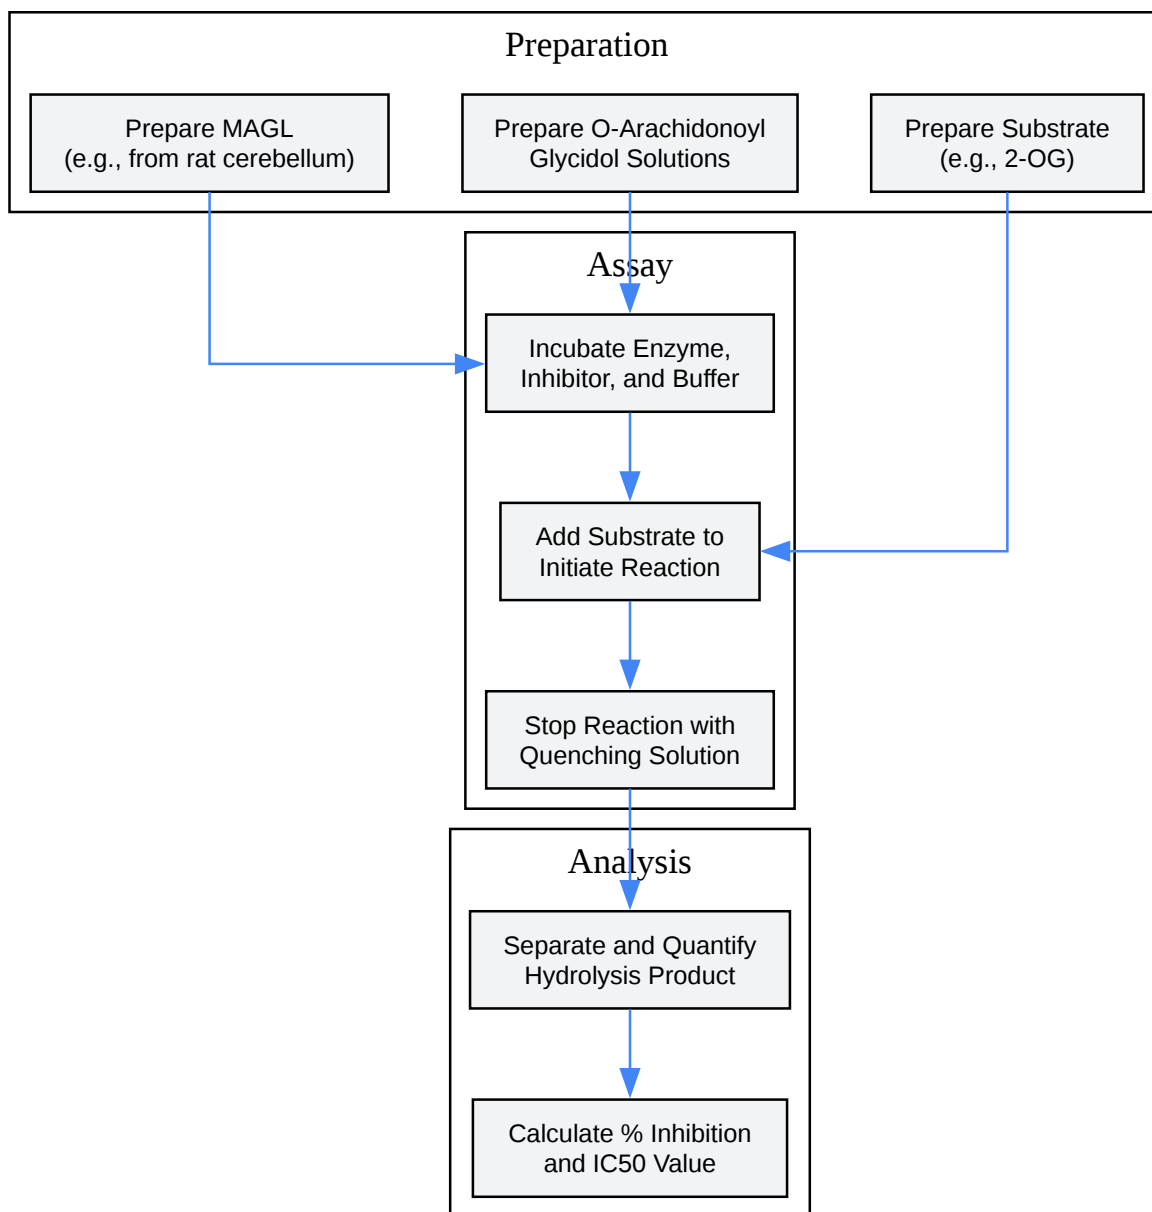 Preparation
Prepare MAGL
(e.g., from rat cerebellum)
Prepare O-Arachidonoyl
Glycidol Solutions
Prepare Substrate
(e.g., 2-OG)
Assay
Incubate Enzyme,
Inhibitor, and Buffer
Add Substrate to
Initiate Reaction
Stop Reaction with
Quenching Solution
Analysis
Separate and Quantify
Hydrolysis Product
Calculate % Inhibition
and IC50 Value